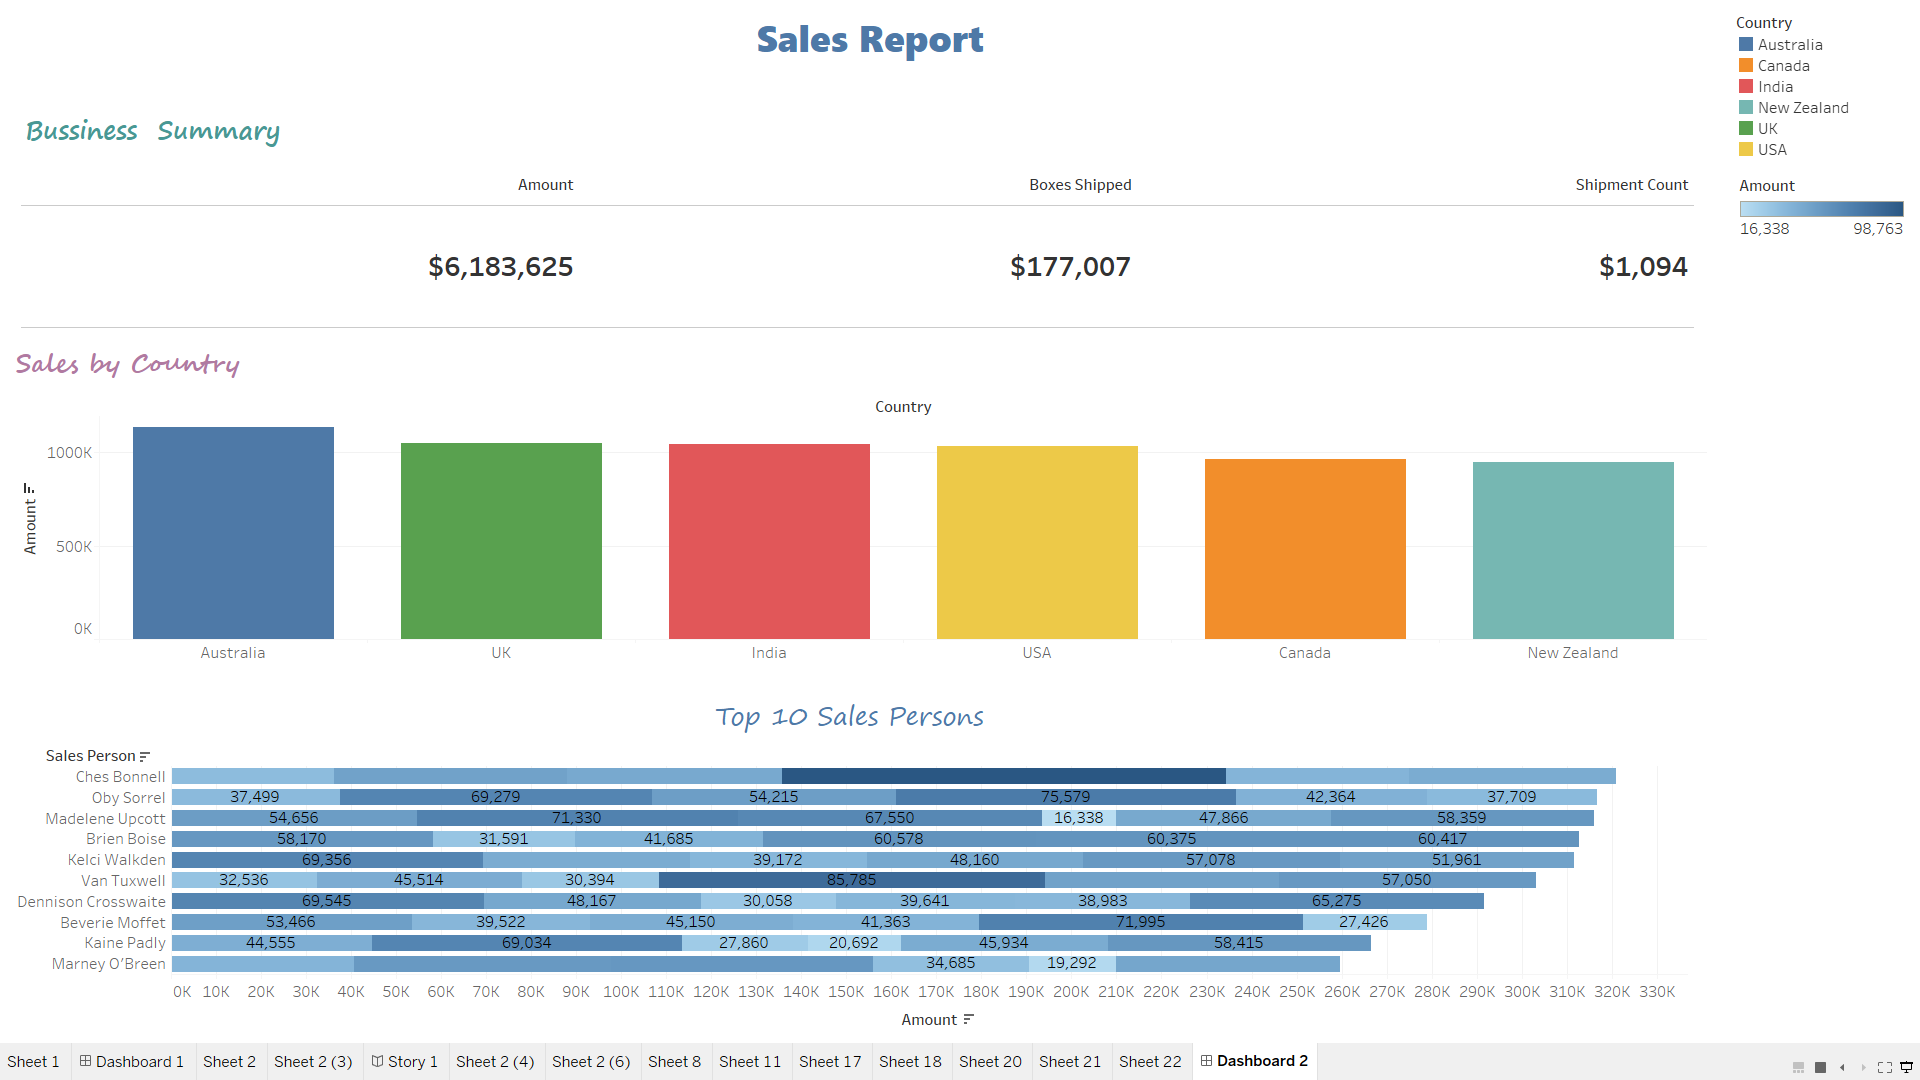 Sales Report
Country
Australia
Canada
India
New Zealand
UK
USA
Amount
16,338 98,763
Bussiness Summary
Amount Boxes Shipped Shipment Count
$6,183,625 $177,007 $1,094
Sales by Country
Country
Amount
1000K
500K
0K
Australia UK India USA Canada New Zealand
Top 10 Sales Persons
Sales Person
Ches Bonnell
Oby Sorrel 37,499 69,279 54,215 75,579 42,364 37,709
Madelene Upcott 54,656 71,330 67,550 16,338 47,866 58,359
Brien Boise 58,170 31,591 41,685 60,578 60,375 60,417
Kelci Walkden 69,356 39,172 48,160 57,078 51,961
Van Tuxwell 32,536 45,514 30,394 85,785 57,050
Dennison Crosswaite 69,545 48,167 30,058 39,641 38,983 65,275
Beverie Moffet 53,466 39,522 45,150 41,363 71,995 27,426
Kaine Padly 44,555 69,034 27,860 20,692 45,934 58,415
Marney O’Breen 34,685 19,292
0K 10K 20K 30K 40K 50K 60K 70K 80K 90K 100K 110K 120K 130K 140K 150K 160K 170K 180K 190K 200K 210K 220K 230K 240K 250K 260K 270K 280K 290K 300K 310K 320K 330K
Amount
Sheet 1 Dashboard 1 Sheet 2 Sheet 2 (3) Story 1 Sheet 2 (4) Sheet 2 (6) Sheet 8 Sheet 11 Sheet 17 Sheet 18 Sheet 20 Sheet 21 Sheet 22 Dashboard 2